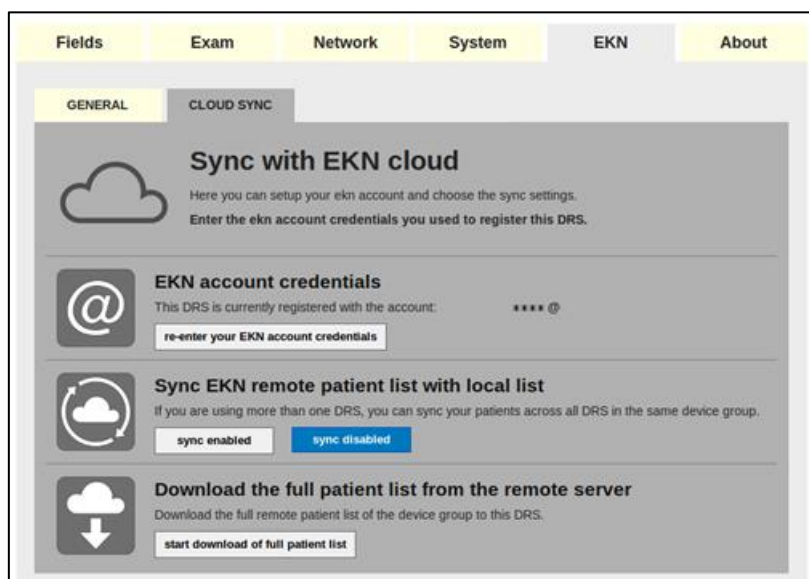 Fields Exam Network System EKN About
GENERAL CLOUD SYNC
Sync with EKN cloud
Here you can setup your ekn account and choose the sync settings.
Enter the ekn account credentials you used to register this DRS.
@
EKN account credentials
This DRS is currently registered with the account: ****@
re-enter your EKN account credentials
Sync EKN remote patient list with local list
If you are using more than one DRS, you can sync your patients across all DRS in the same device group.
sync enabled sync disabled
Download the full patient list from the remote server
Download the full remote patient list of the device group to this DRS.
start download of full patient list